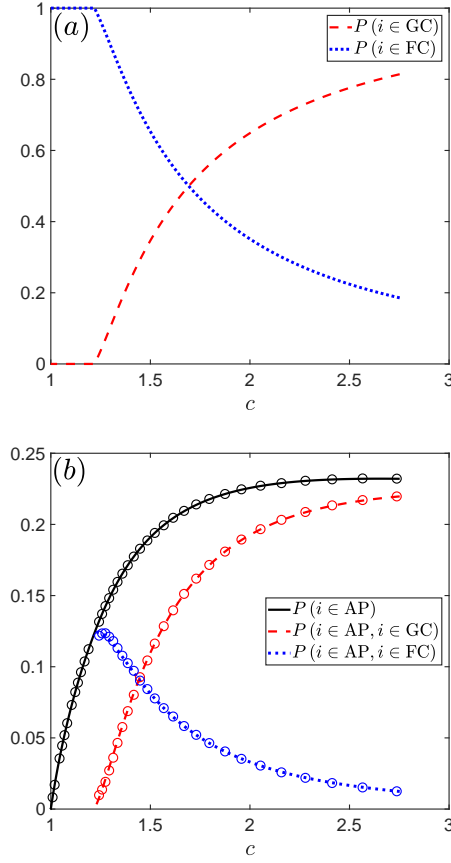 (a)
P (i ∈ GC)
P (i ∈ FC)
1
0.8
0.6
0.4
0.2
0
1 1.5 2 2.5 3
c
(b)
0.25
0.2
0.15
0.1
0.05
0
P (i ∈ AP)
P (i ∈ AP, i ∈ GC)
P (i ∈ AP, i ∈ FC)
1 1.5 2 2.5 3
c